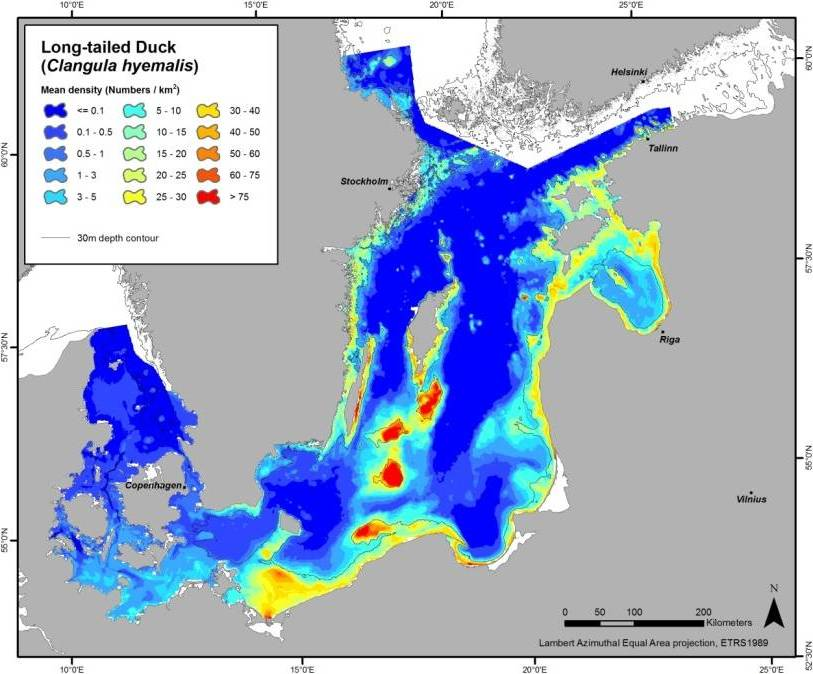 10°0'E 15°0'E 20°0'E 25°0'E
Long-tailed Duck
(Clangula hyemalis)
Mean density (Numbers / km²)
<= 0.1 5 - 10 30 - 40
0.1 - 0.5 10 - 15 40 - 50
0.5 - 1 15 - 20 50 - 60
1 - 3 20 - 25 60 - 75
3 - 5 25 - 30 > 75
30m depth contour
Helsinki
60°0'N
Tallinn
60°0'N
Stockholm
57°30'N
Riga
57°30'N
55°0'N
Copenhagen
Vilnius
55°0'N
N
0 50 100 200
Kilometers
Lambert Azimuthal Equal Area projection, ETRS1989
52°30'N
10°0'E 15°0'E 20°0'E 25°0'E